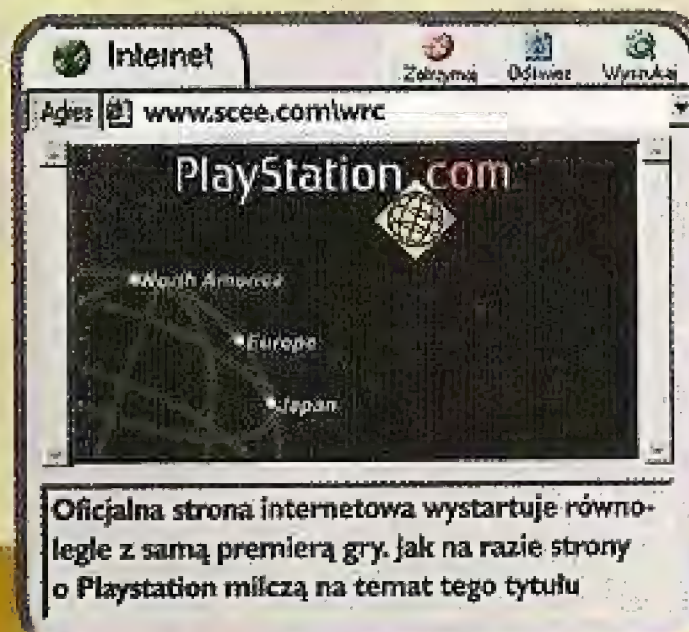 Internet
Zatrzymaj Odśwież Wyszukaj
Adres www.scee.com\wrc
PlayStation.com
North America
Europe
Japan
Oficjalna strona internetowa wystartuje równo-
legle z samą premierą gry. Jak na razie strony
o Playstation milczą na temat tego tytułu